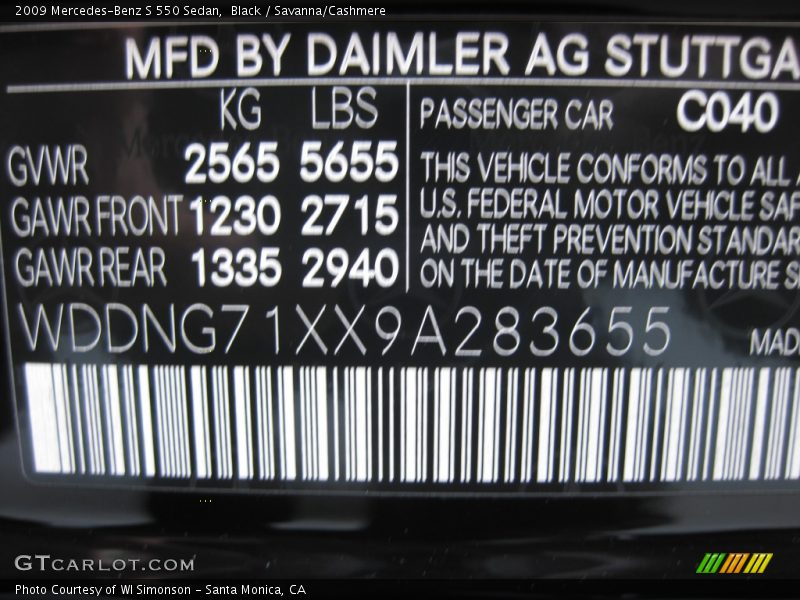 2009 Mercedes-Benz S 550 Sedan,  Black / Savanna/Cashmere
MFD BY DAIMLER AG STUTTGA
KG LBS
GVWR 2565 5655
GAWR FRONT 1230 2715
GAWR REAR 1335 2940
PASSENGER CAR C040
THIS VEHICLE CONFORMS TO ALL
U.S. FEDERAL MOTOR VEHICLE SAF
AND THEFT PREVENTION STANDAR
ON THE DATE OF MANUFACTURE S
WDDNG71XX9A283655
MAD
GTCARLOT.COM
Photo Courtesy of WI Simonson - Santa Monica, CA